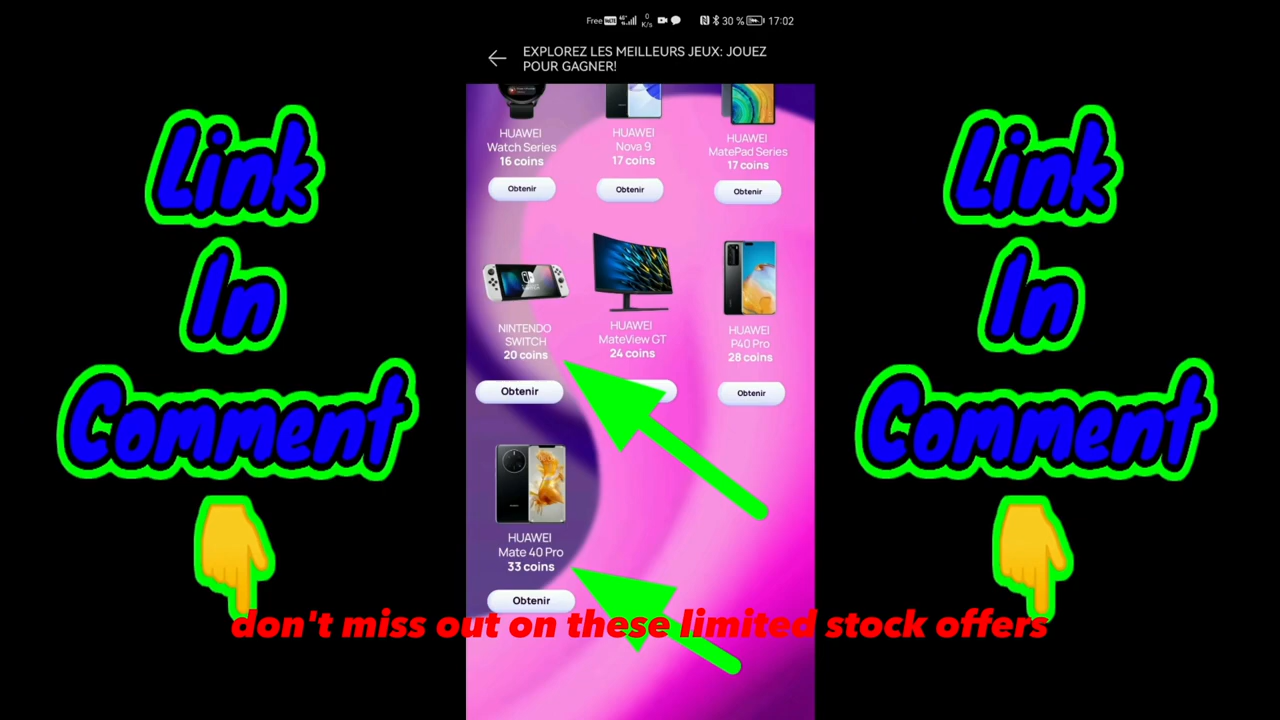 Free VoLTE 4G+ 0 K/s 30 % 17:02
EXPLOREZ LES MEILLEURS JEUX: JOUEZ
POUR GAGNER!
HUAWEI
Watch Series
16 coins
Obtenir
HUAWEI
Nova 9
17 coins
Obtenir
HUAWEI
MatePad Series
17 coins
Obtenir
NINTENDO
SWITCH
20 coins
Obtenir
HUAWEI
MateView GT
24 coins
HUAWEI
P40 Pro
28 coins
Obtenir
HUAWEI
Mate 40 Pro
33 coins
Obtenir
Link
In
Comment
Link
In
Comment
don't miss out on these limited stock offers